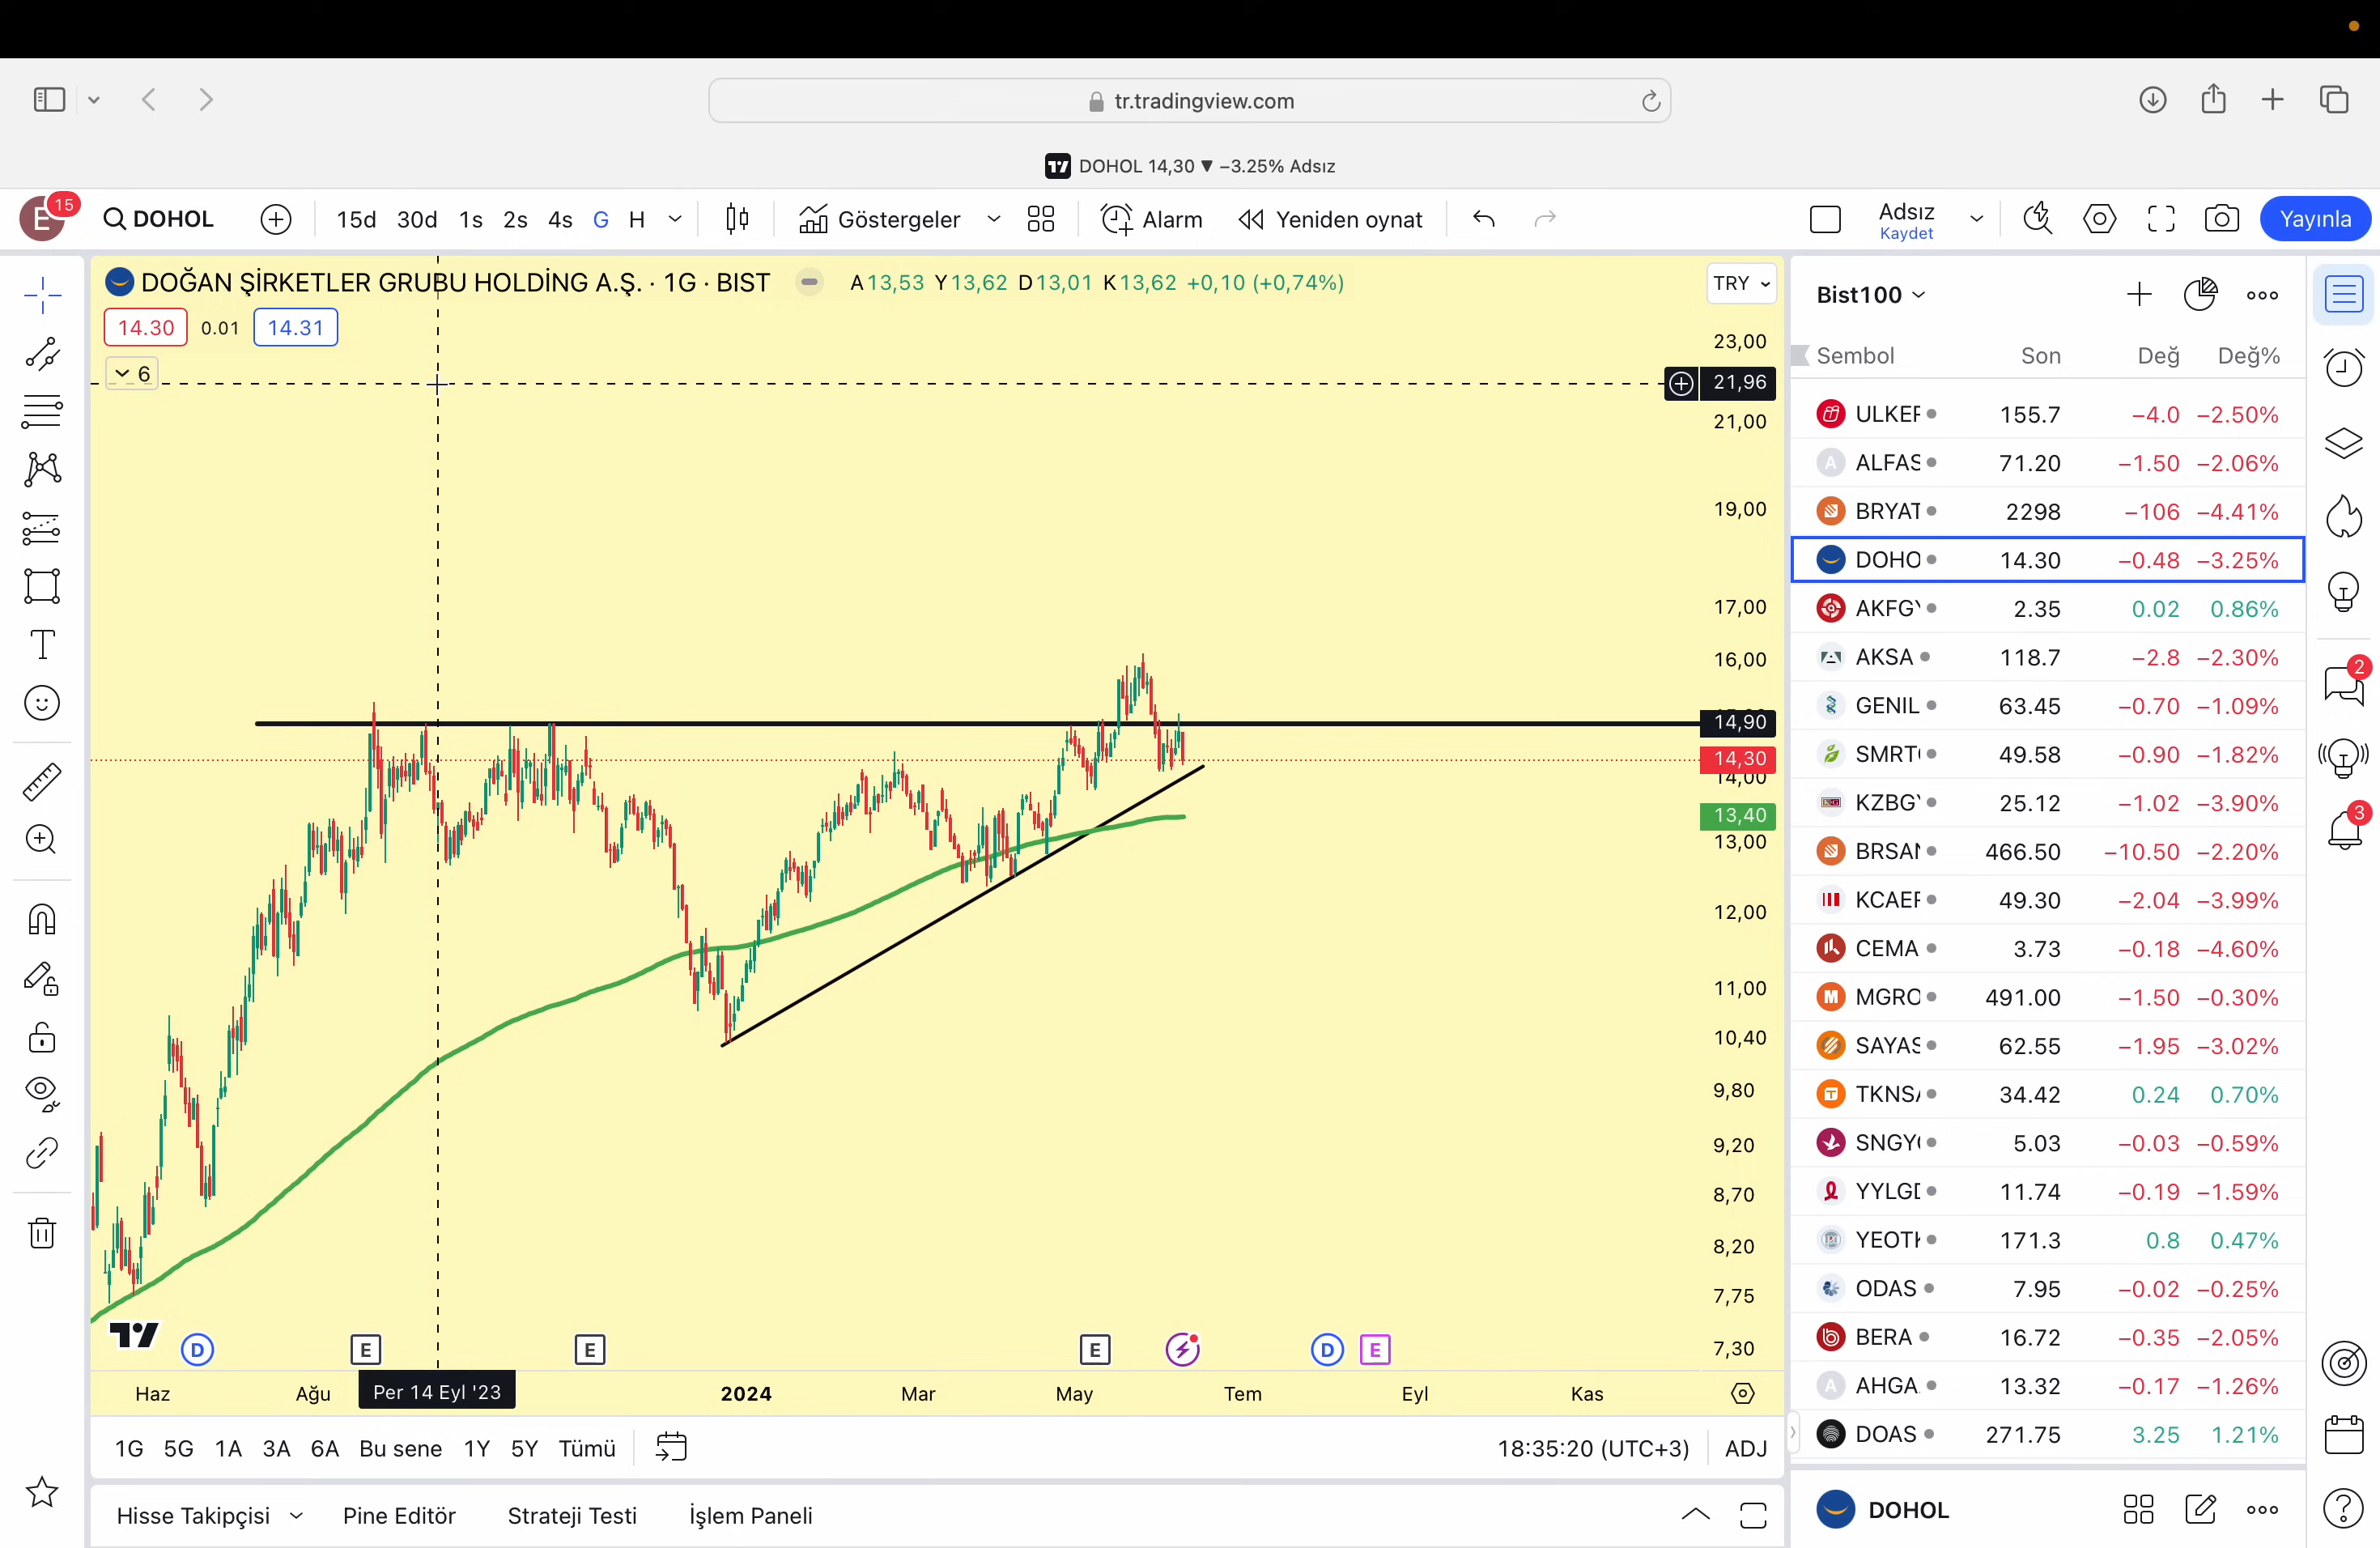 tr.tradingview.com
DOHOL 14,30 ▼ −3.25% Adsız
E 15 DOHOL 15d 30d 1s 2s 4s G H Göstergeler Alarm Yeniden oynat Adsız Kaydet Yayınla
DOĞAN ŞİRKETLER GRUBU HOLDİNG A.Ş. · 1G · BIST A13,53 Y13,62 D13,01 K13,62 +0,10 (+0,74%) TRY
14.30 0.01 14.31
6
23,00
21,96
21,00
19,00
17,00
16,00
14,90
14,30
14,00
13,40
13,00
12,00
11,00
10,40
9,80
9,20
8,70
8,20
7,75
7,30
D E E E D E
Haz Ağu Per 14 Eyl '23 2024 Mar May Tem Eyl Kas
1G 5G 1A 3A 6A Bu sene 1Y 5Y Tümü 18:35:20 (UTC+3) ADJ
Hisse Takipçisi Pine Editör Strateji Testi İşlem Paneli
Bist100
Sembol Son Değ Değ%
ULKER 155.7 −4.0 −2.50%
ALFAS 71.20 −1.50 −2.06%
BRYAT 2298 −106 −4.41%
DOHO 14.30 −0.48 −3.25%
AKFGY 2.35 0.02 0.86%
AKSA 118.7 −2.8 −2.30%
GENIL 63.45 −0.70 −1.09%
SMRT 49.58 −0.90 −1.82%
KZBGY 25.12 −1.02 −3.90%
BRSAN 466.50 −10.50 −2.20%
KCAER 49.30 −2.04 −3.99%
CEMA 3.73 −0.18 −4.60%
MGRO 491.00 −1.50 −0.30%
SAYAS 62.55 −1.95 −3.02%
TKNSA 34.42 0.24 0.70%
SNGY 5.03 −0.03 −0.59%
YYLGD 11.74 −0.19 −1.59%
YEOTK 171.3 0.8 0.47%
ODAS 7.95 −0.02 −0.25%
BERA 16.72 −0.35 −2.05%
AHGA 13.32 −0.17 −1.26%
DOAS 271.75 3.25 1.21%
DOHOL
2
3